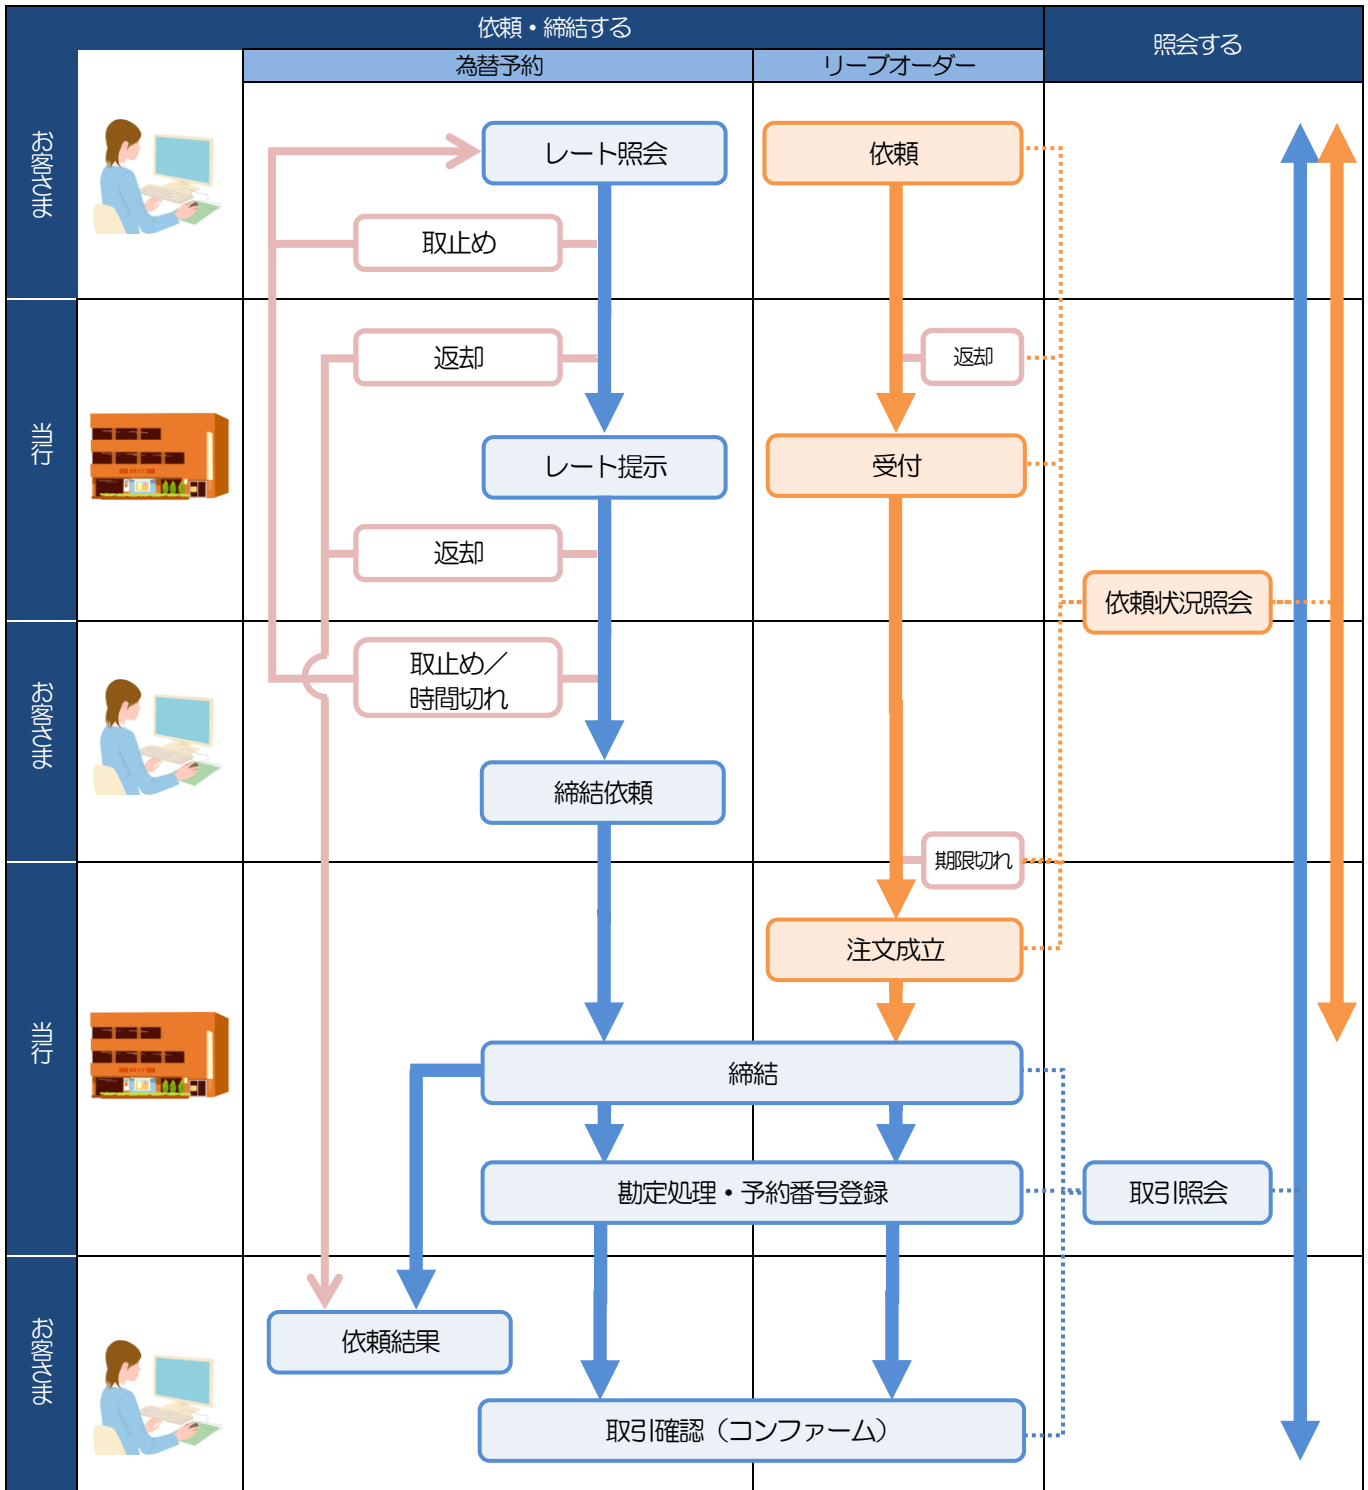 依頼・締結する
照会する
為替予約
リーブオーダー
お客さま
レート照会
依頼
取止め
当行
返却
返却
レート提示
受付
返却
依頼状況照会
お客さま
取止め／
時間切れ
締結依頼
期限切れ
当行
注文成立
締結
勘定処理・予約番号登録
取引照会
お客さま
依頼結果
取引確認（コンファーム）